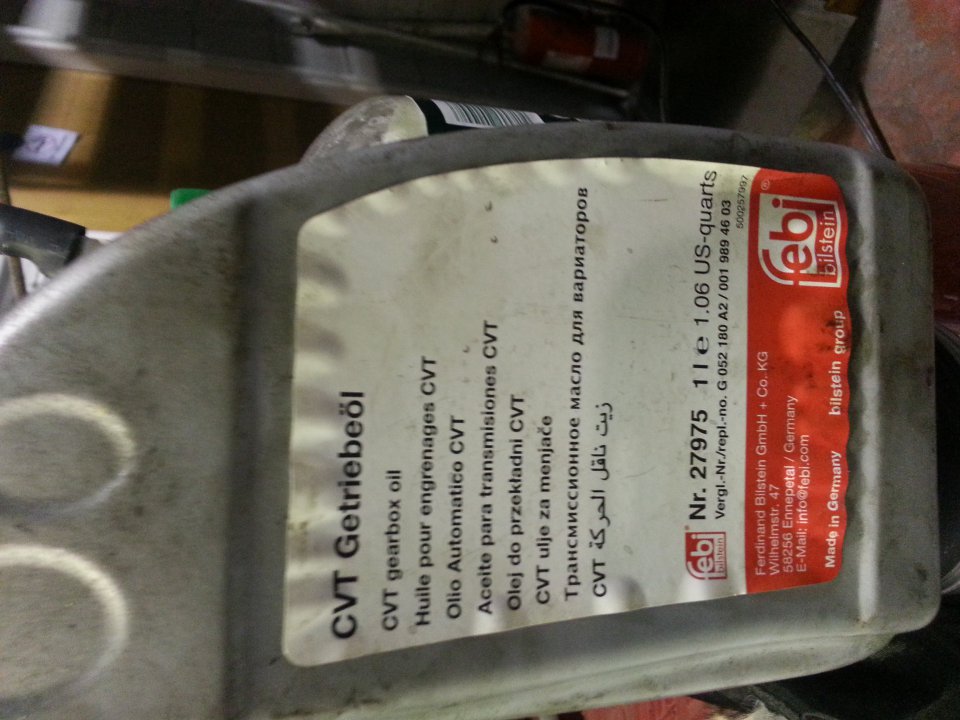 CVT Getriebeöl
CVT gearbox oil
Huile pour engrenages CVT
Olio Automatico CVT
Aceite para transmisiones CVT
Olej do przekładni CVT
CVT ulje za menjače
Трансмиссионное масло для вариаторов
زيت ناقل الحركة CVT
febi®
bilstein
Nr. 27975 1 l e 1.06 US-quarts
Vergl.-Nr./repl.-no. G 052 180 A2 / 001 989 46 03
500257997
Ferdinand Bilstein GmbH + Co. KG
Wilhelmstr. 47
58256 Ennepetal / Germany
E-Mail: info@febi.com
Made in Germany bilstein group
febi®
bilstein